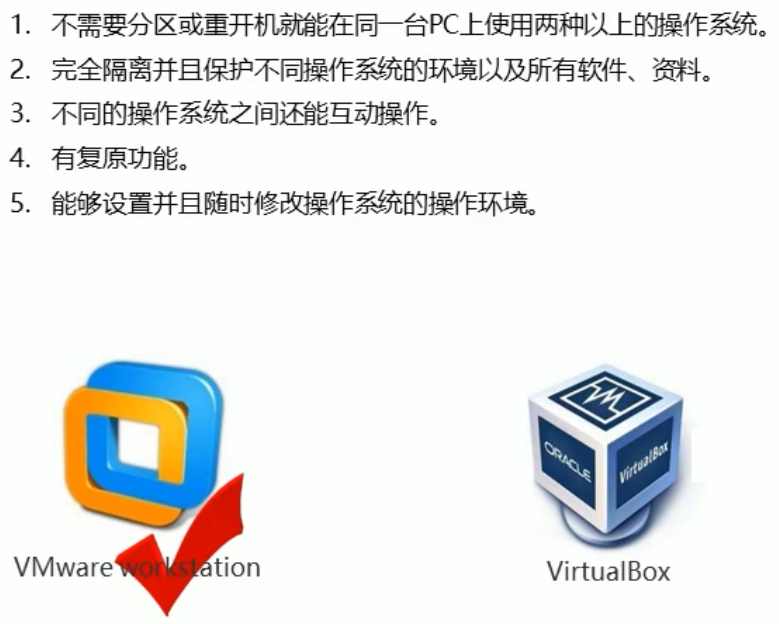 1. 不需要分区或重开机就能在同一台PC上使用两种以上的操作系统。
2. 完全隔离并且保护不同操作系统的环境以及所有软件、资料。
3. 不同的操作系统之间还能互动操作。
4. 有复原功能。
5. 能够设置并且随时修改操作系统的操作环境。
ORACLE
VirtualBox
VMware workstation
VirtualBox